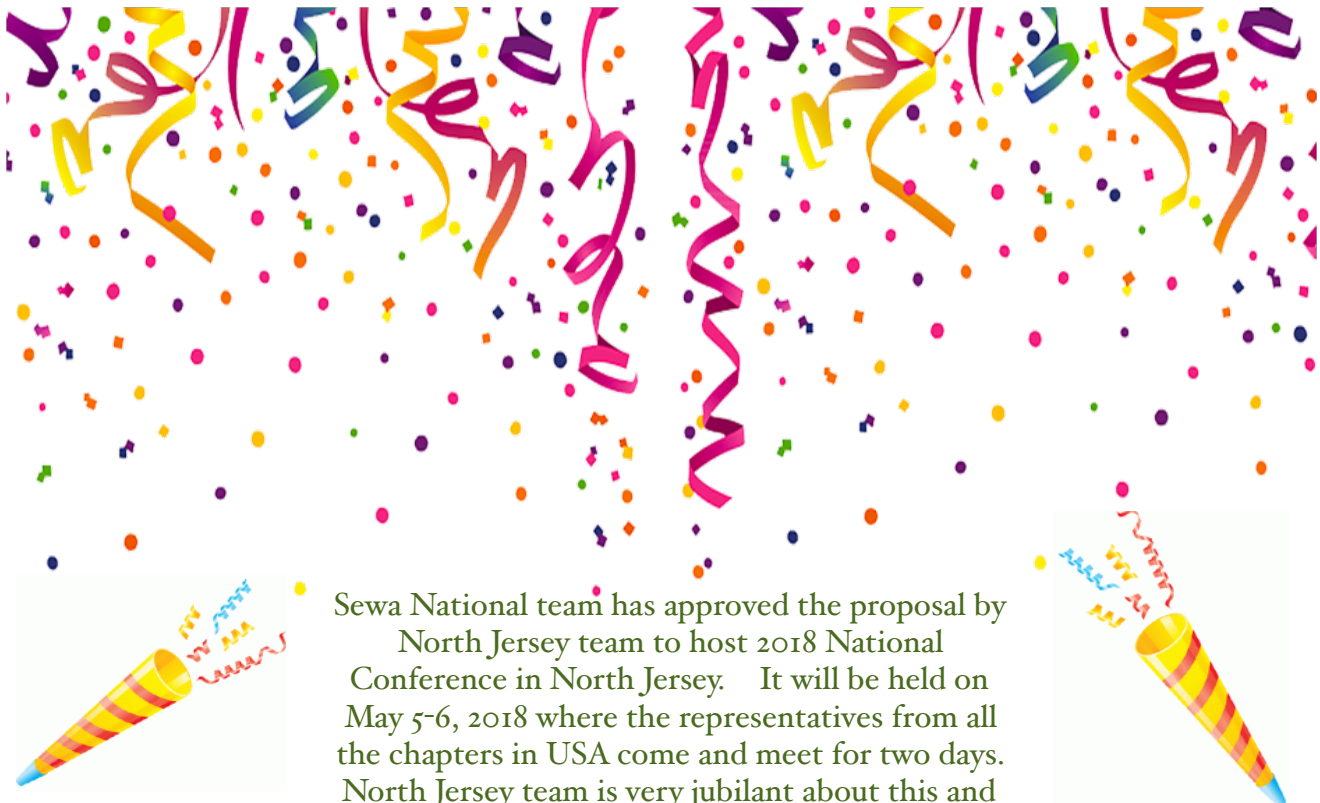 Sewa National team has approved the proposal by
North Jersey team to host 2018 National
Conference in North Jersey.    It will be held on
May 5-6, 2018 where the representatives from all
the chapters in USA come and meet for two days.
North Jersey team is very jubilant about this and